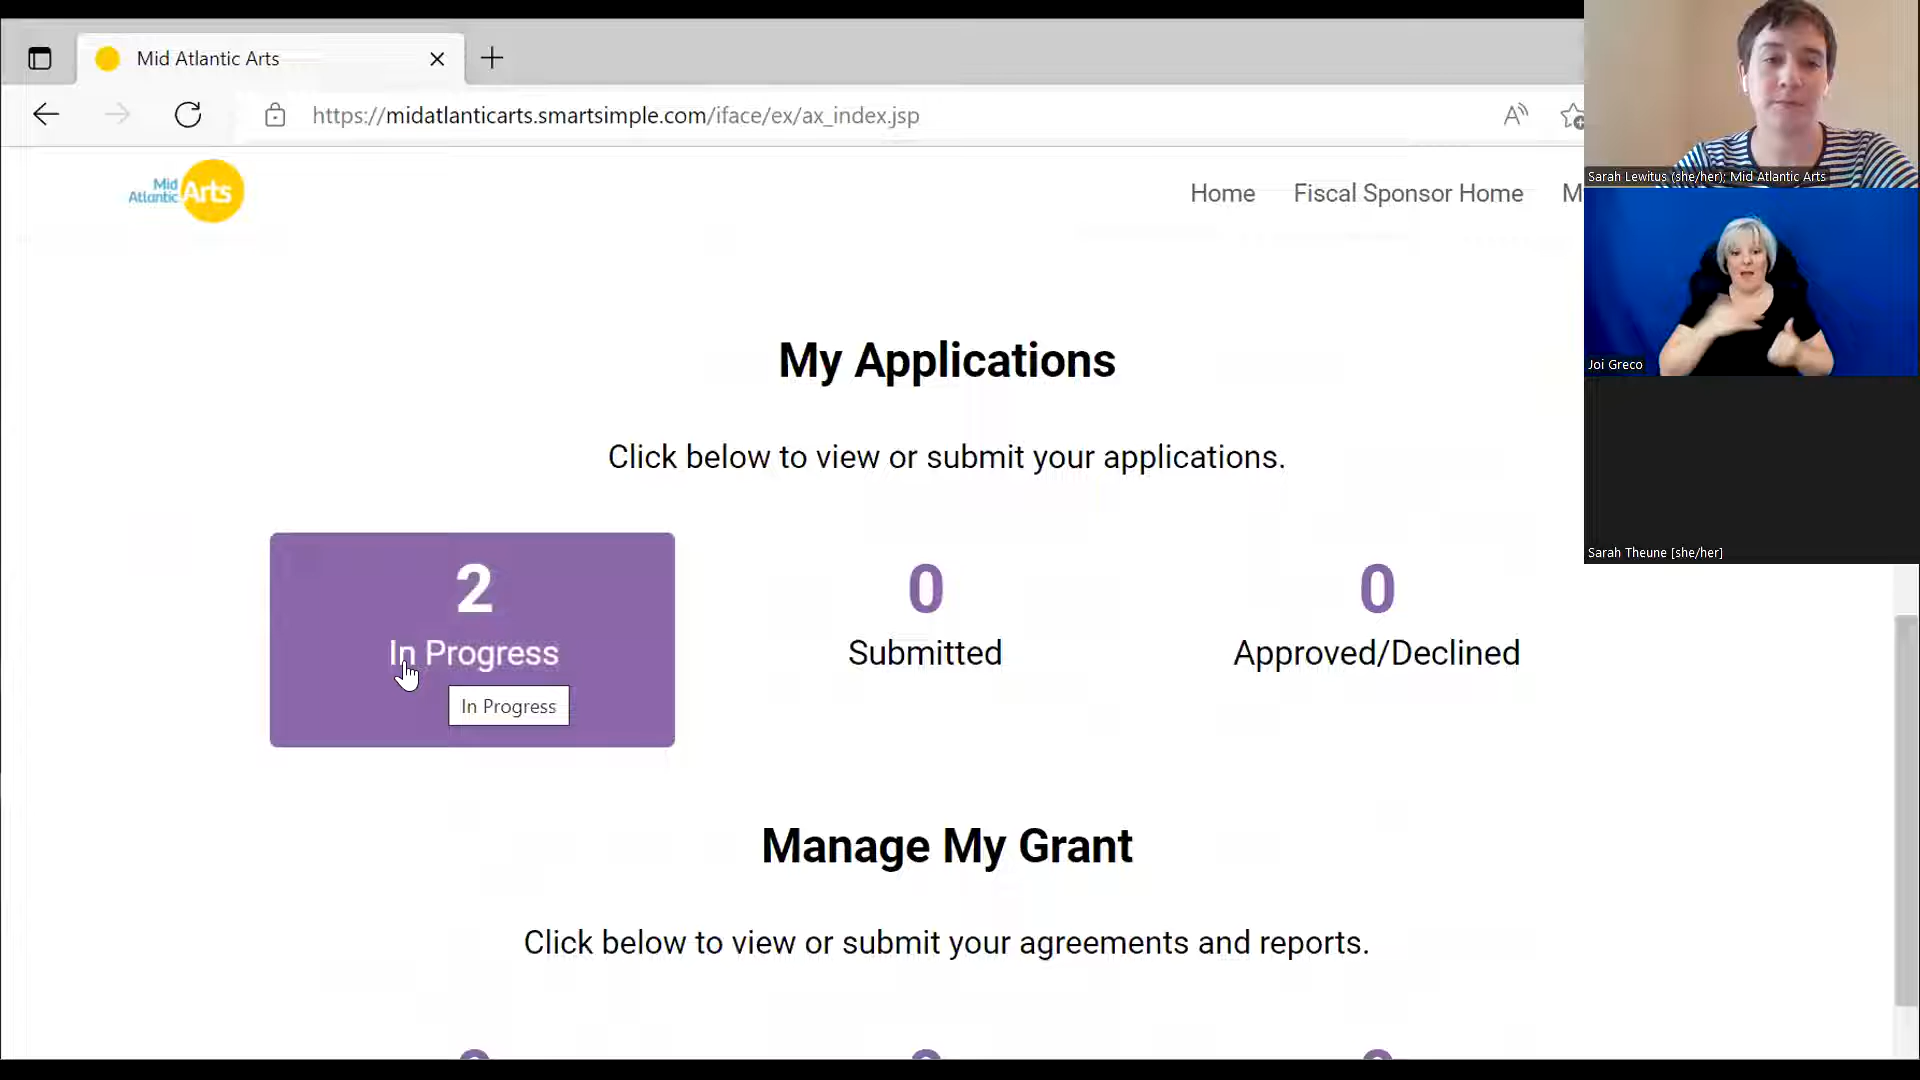 Mid Atlantic Arts
https://midatlanticarts.smartsimple.com/iface/ex/ax_index.jsp
Mid
Atlantic
Arts
Home
Fiscal Sponsor Home
M
Sarah Lewitus (she/her); Mid Atlantic Arts
Joi Greco
Sarah Theune [she/her]
My Applications
Click below to view or submit your applications.
2
In Progress
In Progress
0
Submitted
0
Approved/Declined
Manage My Grant
Click below to view or submit your agreements and reports.